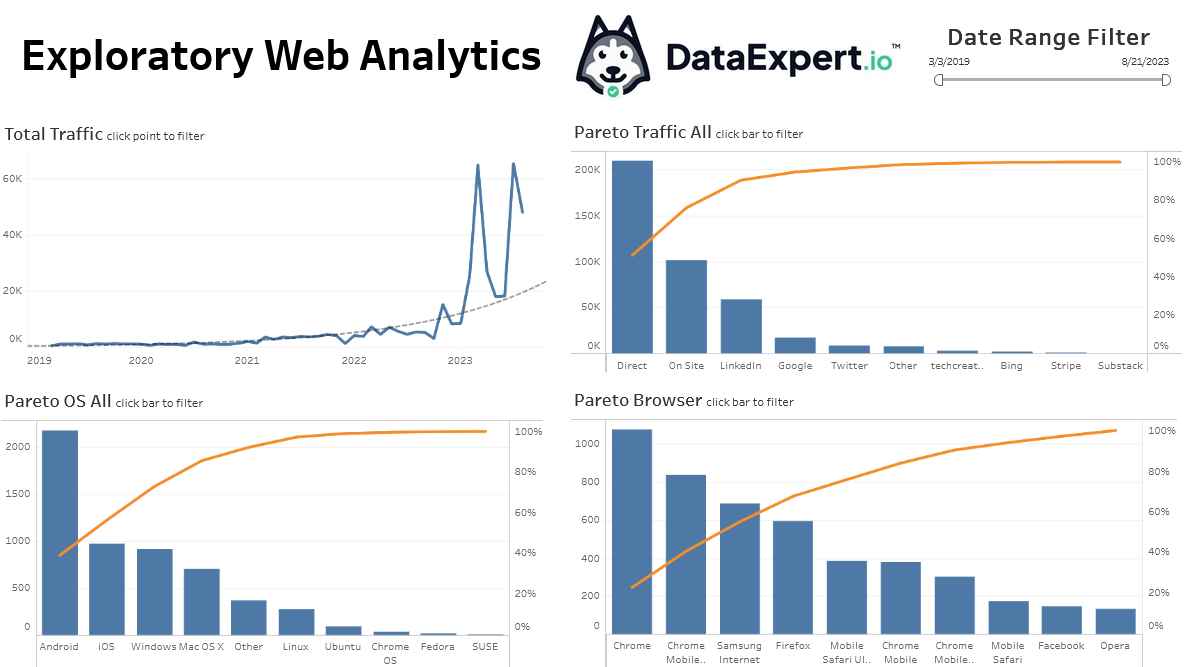 Exploratory Web Analytics
DataExpert.io™
Date Range Filter
3/3/2019 8/21/2023
Total Traffic click point to filter
60K
40K
20K
0K
2019 2020 2021 2022 2023
Pareto Traffic All click bar to filter
200K 100%
150K 80%
100K 60%
50K 40%
0K 20%
0%
Direct On Site LinkedIn Google Twitter Other techcreat.. Bing Stripe Substack
Pareto OS All click bar to filter
2000 100%
1500 80%
1000 60%
500 40%
0 20%
0%
Android iOS Windows Mac OS X Other Linux Ubuntu Chrome OS Fedora SUSE
Pareto Browser click bar to filter
1000 100%
800 80%
600 60%
400 40%
200 20%
0 0%
Chrome Chrome Mobile.. Samsung Internet Firefox Mobile Safari UI.. Chrome Mobile Chrome Mobile.. Mobile Safari Facebook Opera